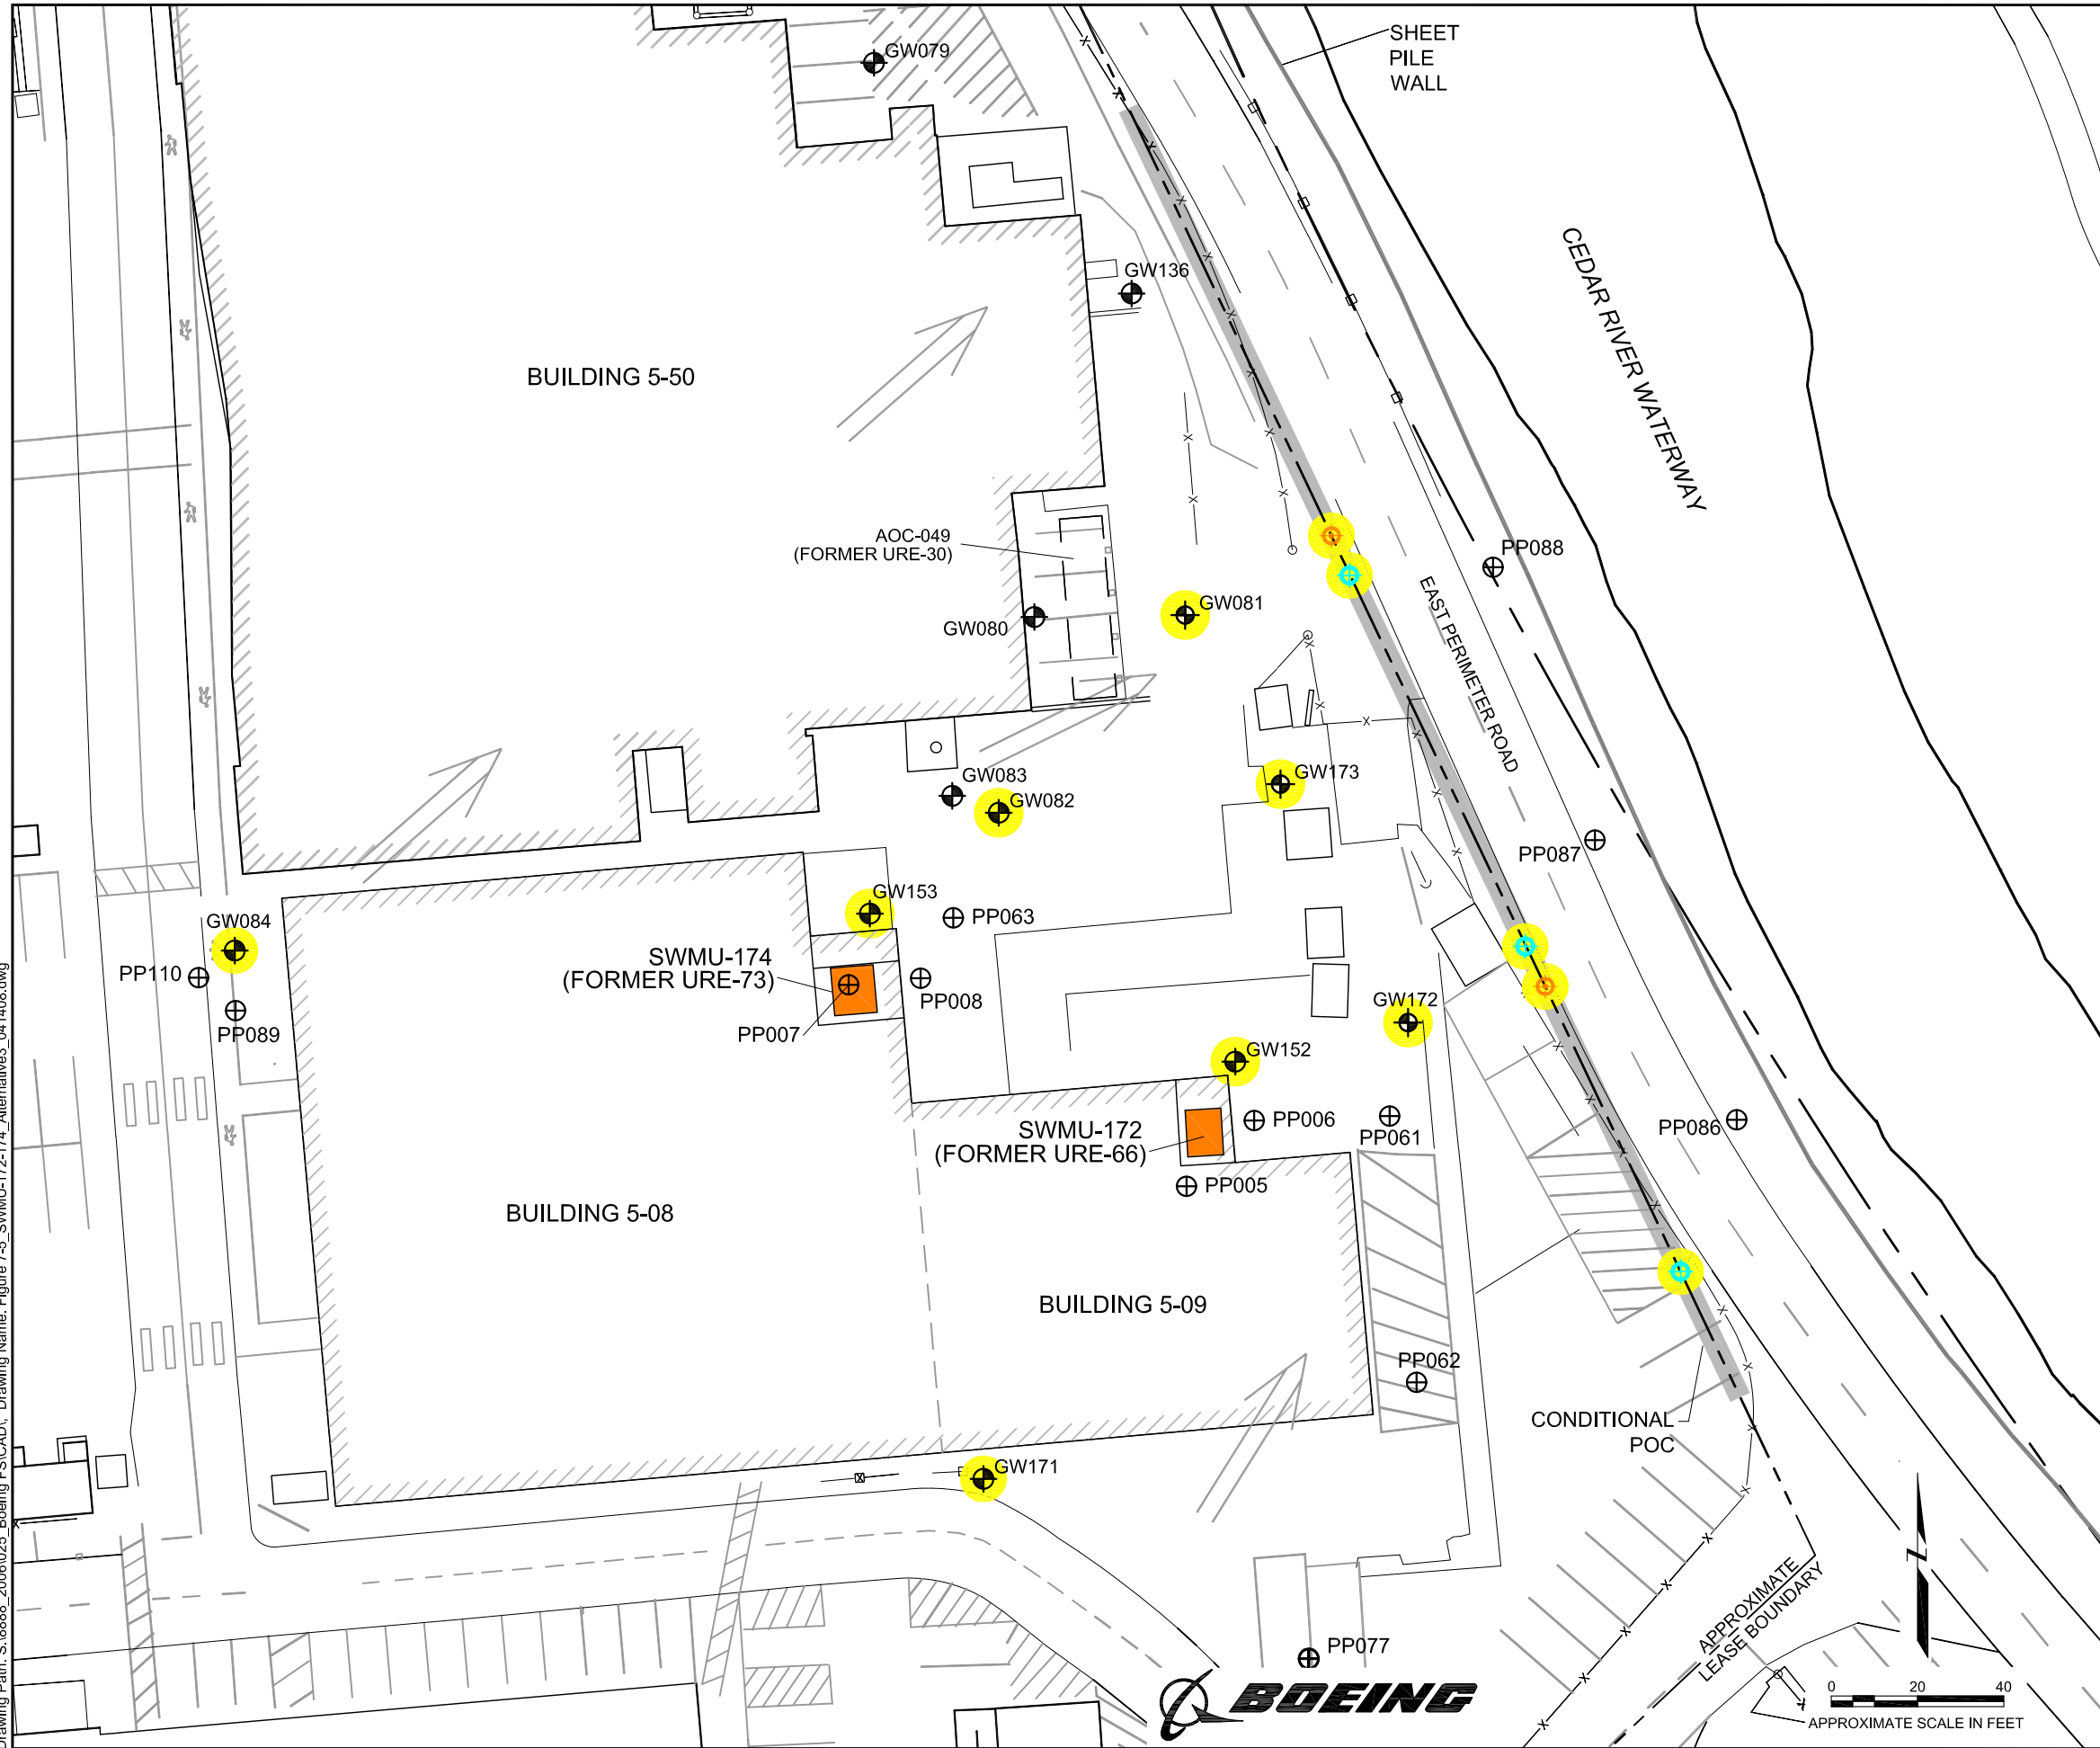 GW079
SHEET
PILE
WALL
GW136
CEDAR RIVER WATERWAY
BUILDING 5-50
AOC-049
(FORMER URE-30)
PP088
GW081
GW080
EAST PERIMETER ROAD
GW083
GW082
GW173
PP087
GW153
PP063
GW084
SWMU-174
(FORMER URE-73)
PP110
PP008
PP089
PP007
GW172
GW152
SWMU-172
(FORMER URE-66)
PP006
PP061
PP086
PP005
BUILDING 5-08
BUILDING 5-09
PP062
CONDITIONAL
POC
GW171
APPROXIMATE
LEASE BOUNDARY
PP077
BOEING
0 20 40
APPROXIMATE SCALE IN FEET